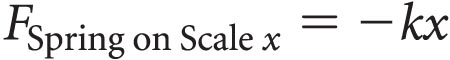 F_{Spring on Scale x} = −kx